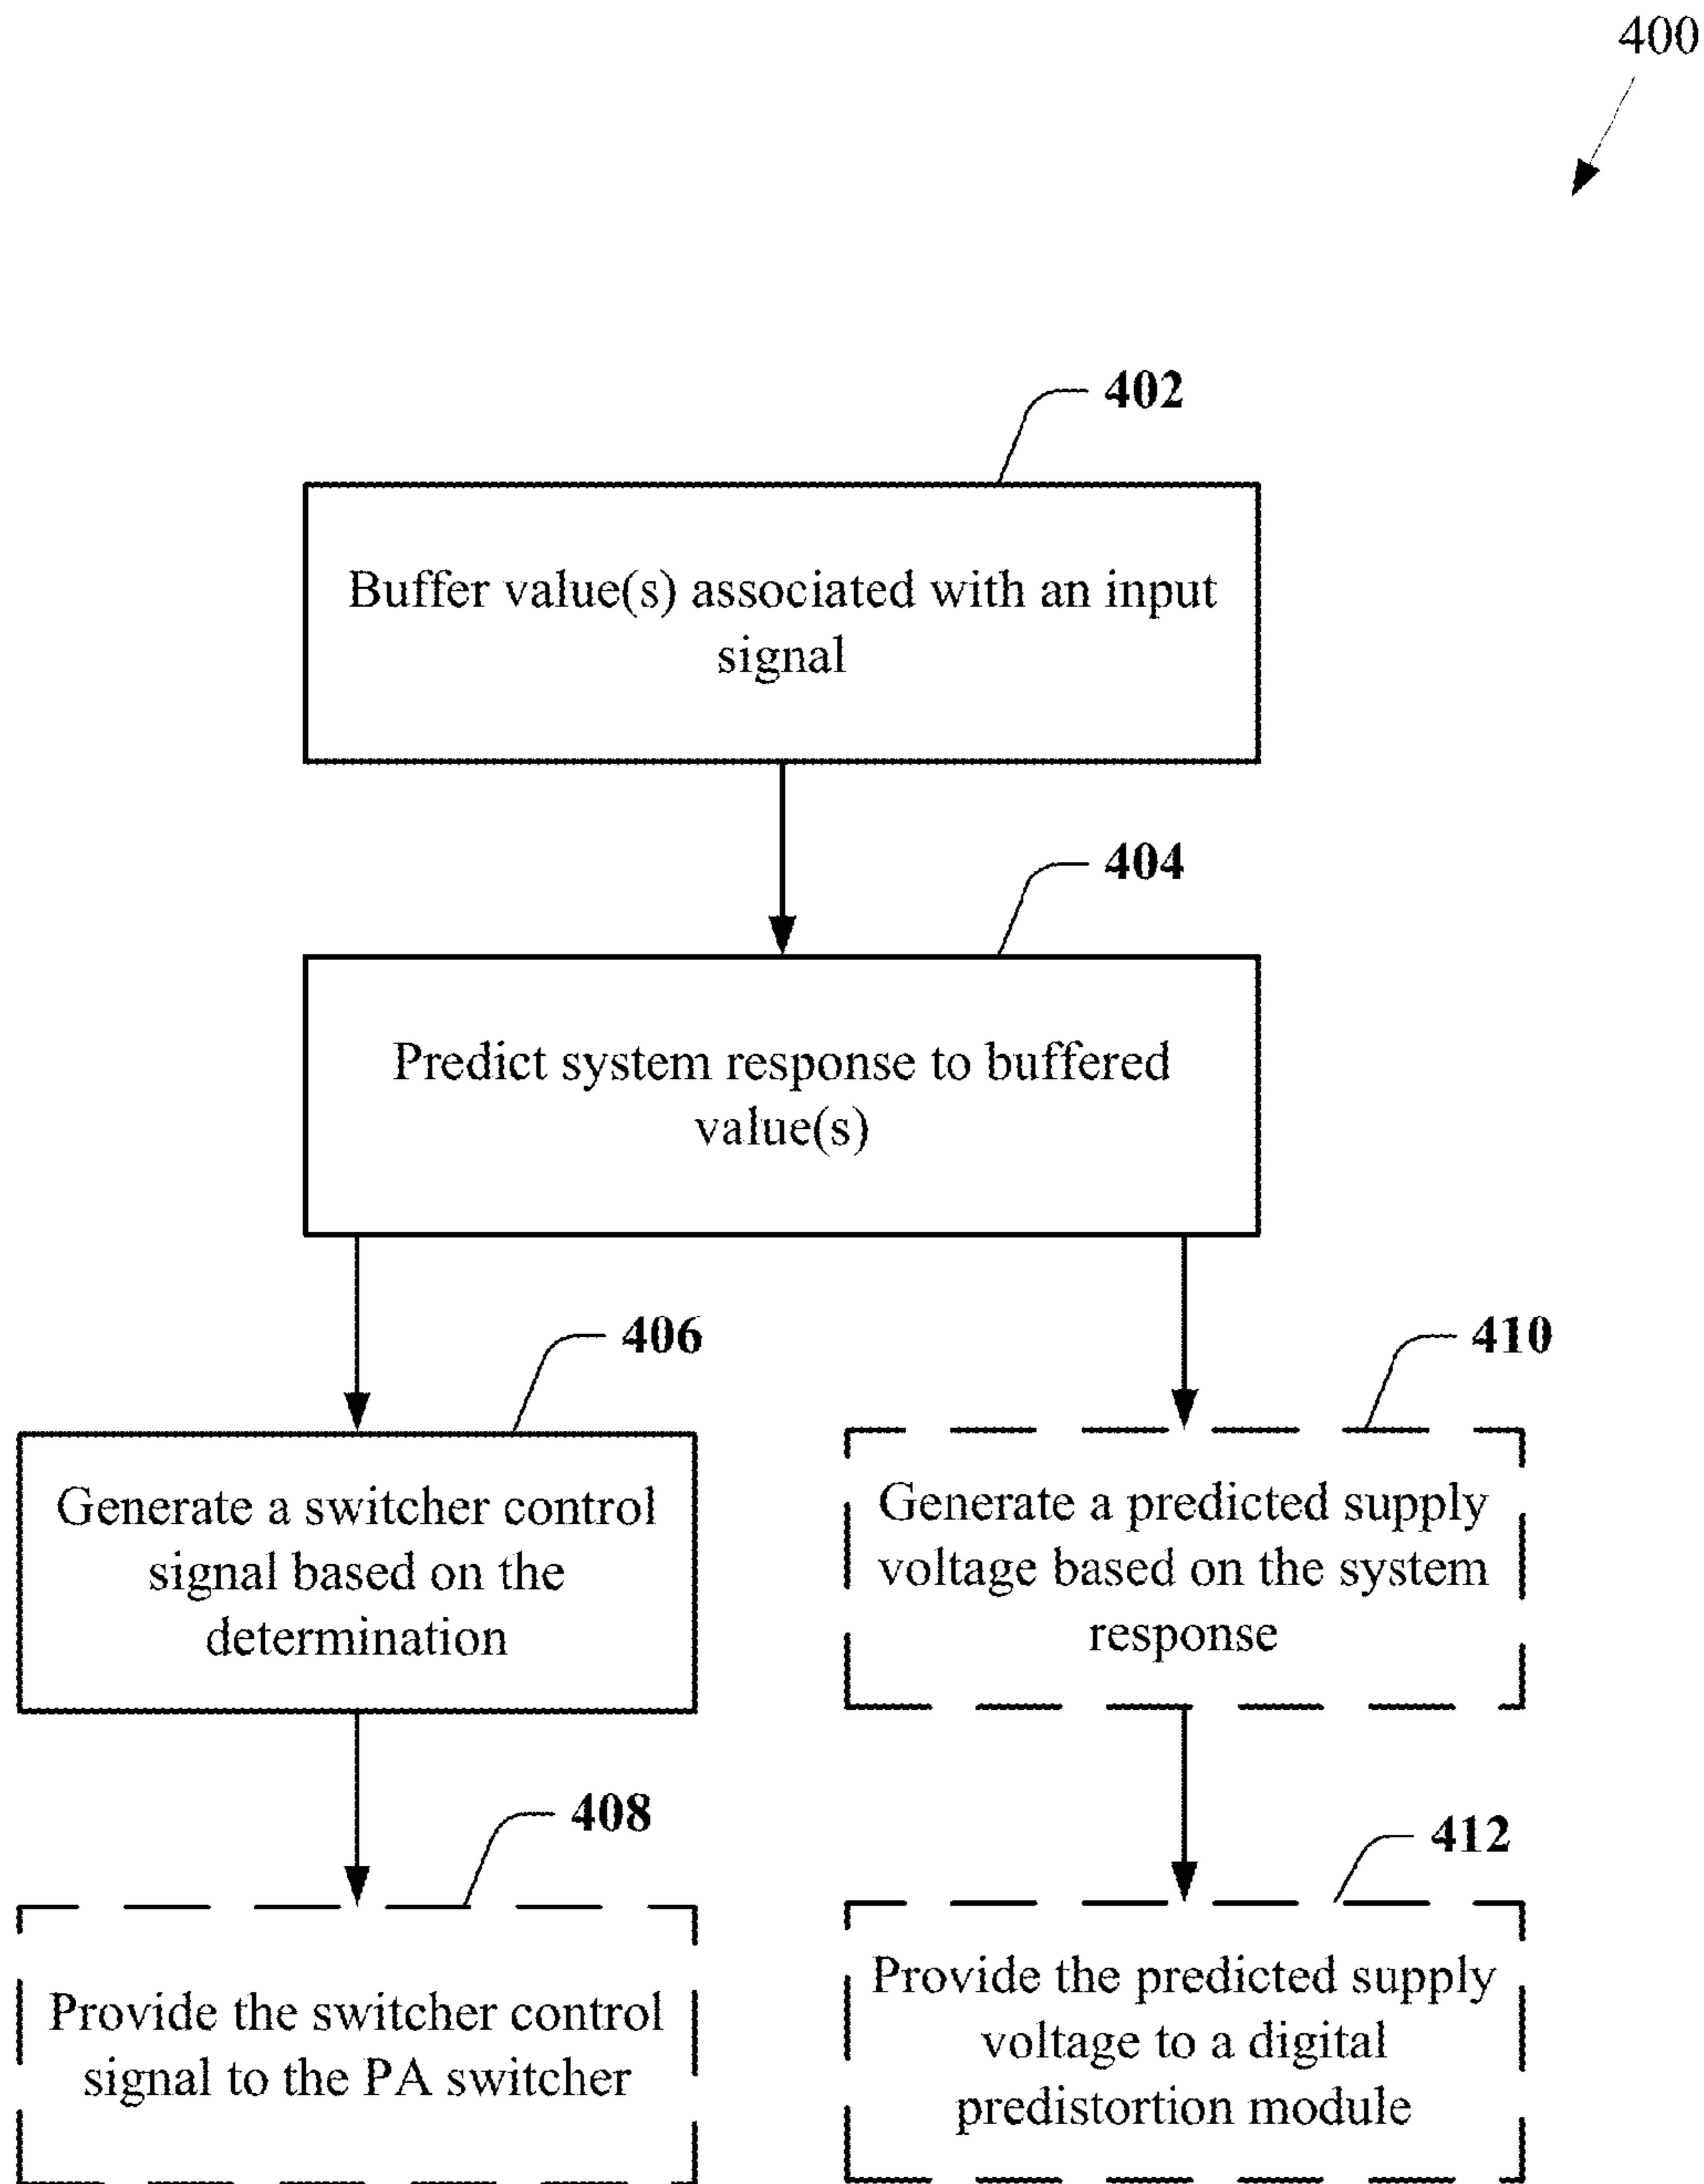 400
402
Buffer value(s) associated with an input
signal
404
Predict system response to buffered
value(s)
406
Generate a switcher control
signal based on the
determination
410
Generate a predicted supply
voltage based on the system
response
408
Provide the switcher control
signal to the PA switcher
412
Provide the predicted supply
voltage to a digital
predistortion module